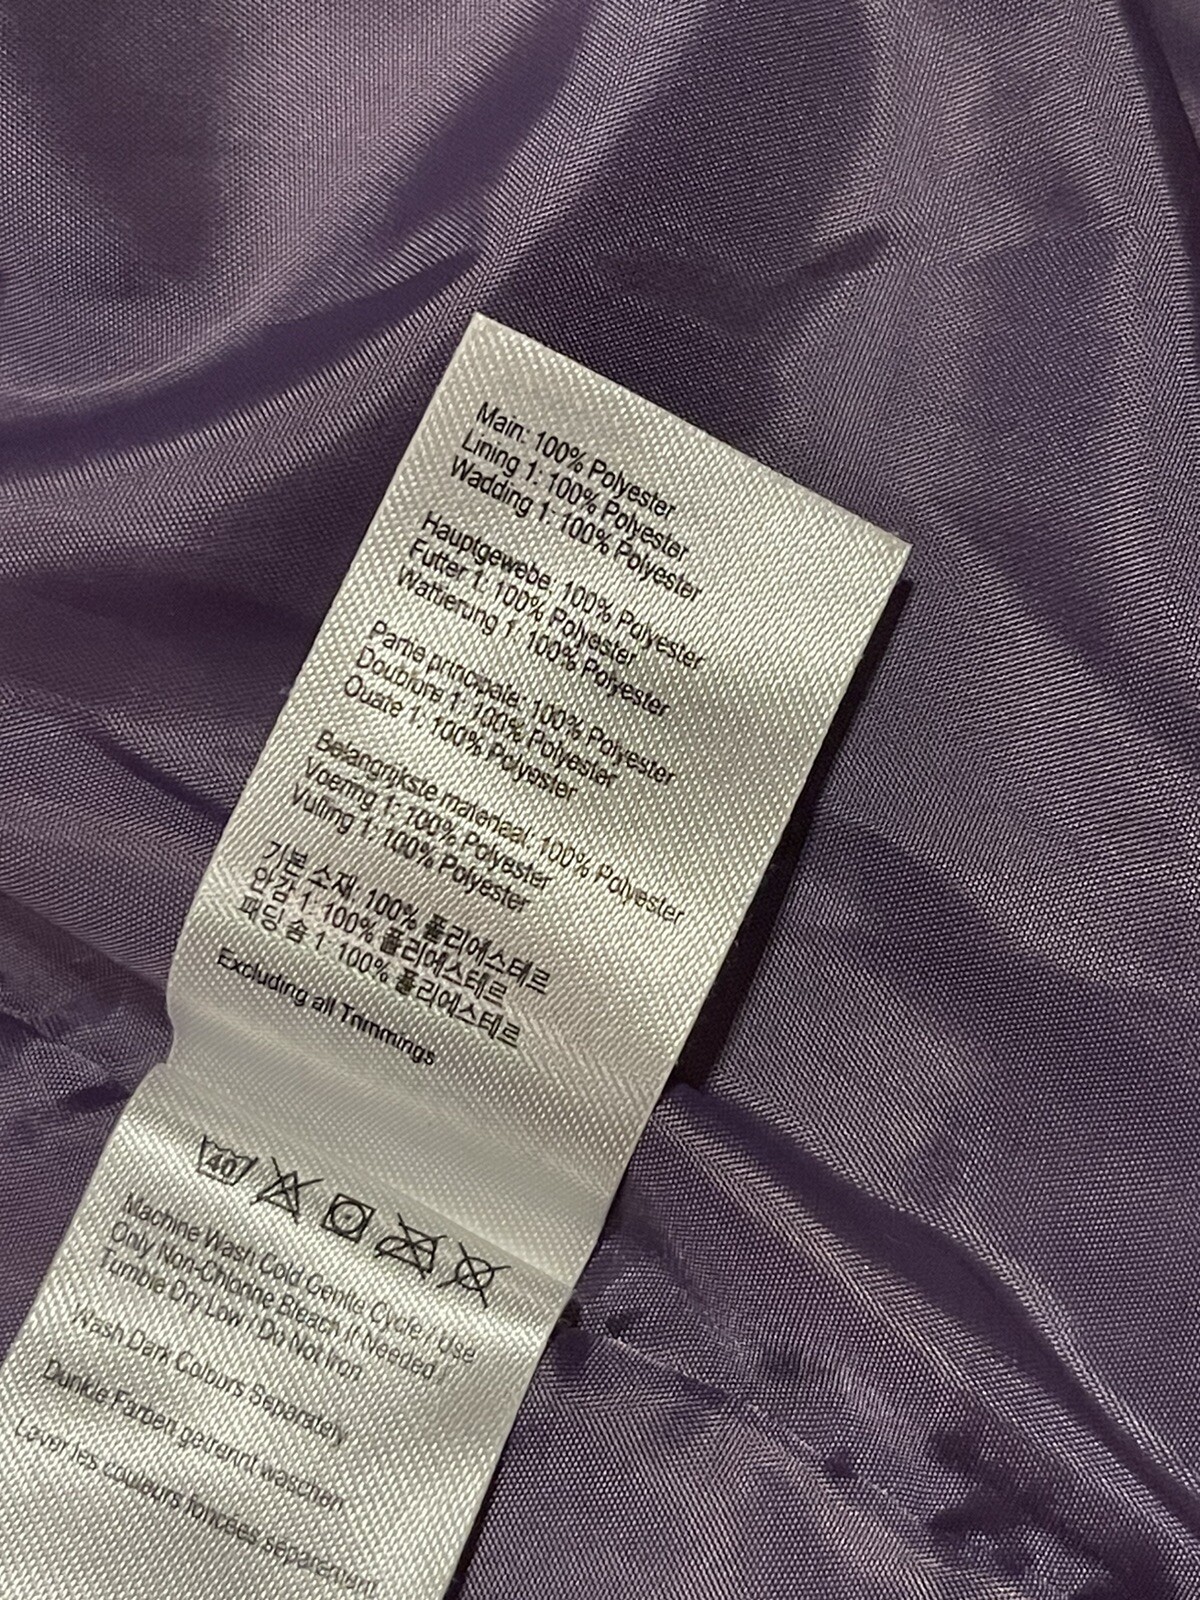 Main: 100% Polyester
Lining 1: 100% Polyester
Wadding 1: 100% Polyester
Hauptgewebe: 100% Polyester
Futter 1: 100% Polyester
Wattierung 1: 100% Polyester
Partie principale: 100% Polyester
Doublure 1: 100% Polyester
Ouate 1: 100% Polyester
Belangrijkste materiaal: 100% Polyester
Voering 1: 100% Polyester
Vulling 1: 100% Polyester
기본 소재: 100% 폴리에스테르
안감 1: 100% 폴리에스테르
패딩 솜 1: 100% 폴리에스테르
Excluding all Trimmings
40
Machine Wash Cold Gentle Cycle / Use
Only Non-Chlorine Bleach If Needed /
Tumble Dry Low / Do Not Iron
Wash Dark Colours Separately
Dunkle Farben getrennt waschen
Laver les couleurs foncées séparément